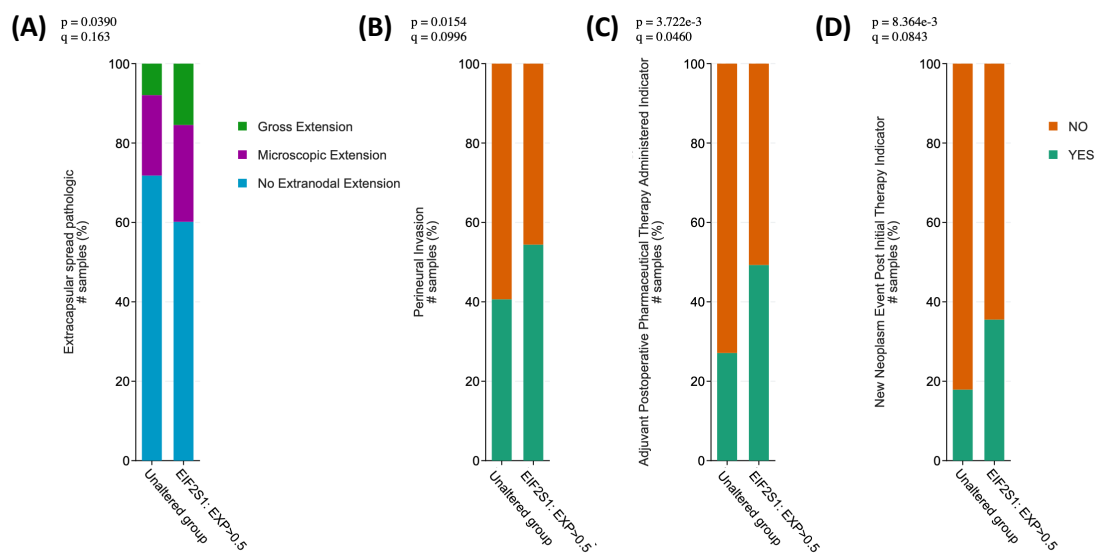 (A)
p = 0.0390
q = 0.163
Extracapsular spread pathologic
# samples (%)
100
80
60
40
20
0
Unaltered group
EIF2S1: EXP>0.5
Gross Extension
Microscopic Extension
No Extranodal Extension
(B)
p = 0.0154
q = 0.0996
Perineural Invasion
# samples (%)
100
80
60
40
20
0
Unaltered group
EIF2S1: EXP>0.5
(C)
p = 3.722e-3
q = 0.0460
Adjuvant Postoperative Pharmaceutical Therapy Administered Indicator
# samples (%)
100
80
60
40
20
0
Unaltered group
EIF2S1: EXP>0.5
(D)
p = 8.364e-3
q = 0.0843
New Neoplasm Event Post Initial Therapy Indicator
# samples (%)
100
80
60
40
20
0
Unaltered group
EIF2S1: EXP>0.5
NO
YES